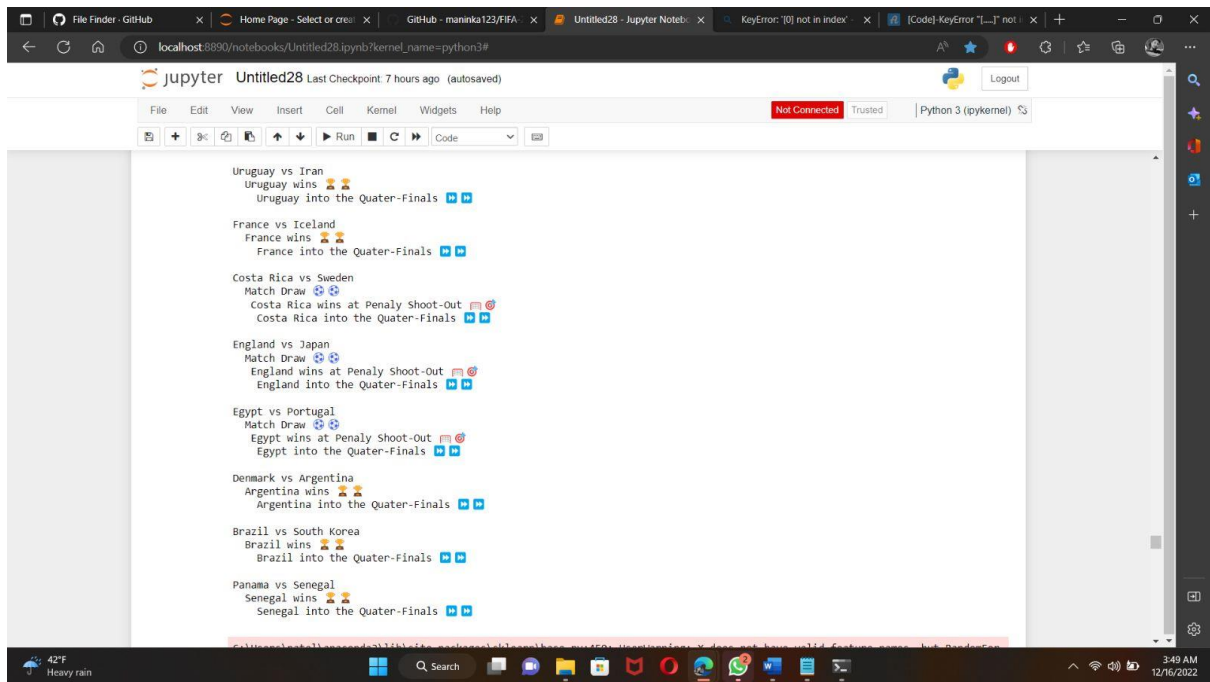 File Finder · GitHub
Home Page - Select or creat
GitHub - maninka123/FIFA-
Untitled28 - Jupyter Notebo
KeyError: '[0] not in index' -
[Code]-KeyError "[.....]" not i
localhost:8890/notebooks/Untitled28.ipynb?kernel_name=python3#
jupyter Untitled28 Last Checkpoint: 7 hours ago (autosaved)
Logout
File Edit View Insert Cell Kernel Widgets Help
Not Connected Trusted Python 3 (ipykernel)
Run Code
Uruguay vs Iran
Uruguay wins 🏆 🏆
Uruguay into the Quater-Finals ⏩ ⏩
France vs Iceland
France wins 🏆 🏆
France into the Quater-Finals ⏩ ⏩
Costa Rica vs Sweden
Match Draw ⚽ ⚽
Costa Rica wins at Penaly Shoot-Out 🥅 🎯
Costa Rica into the Quater-Finals ⏩ ⏩
England vs Japan
Match Draw ⚽ ⚽
England wins at Penaly Shoot-Out 🥅 🎯
England into the Quater-Finals ⏩ ⏩
Egypt vs Portugal
Match Draw ⚽ ⚽
Egypt wins at Penaly Shoot-Out 🥅 🎯
Egypt into the Quater-Finals ⏩ ⏩
Denmark vs Argentina
Argentina wins 🏆 🏆
Argentina into the Quater-Finals ⏩ ⏩
Brazil vs South Korea
Brazil wins 🏆 🏆
Brazil into the Quater-Finals ⏩ ⏩
Panama vs Senegal
Senegal wins 🏆 🏆
Senegal into the Quater-Finals ⏩ ⏩
42°F
Heavy rain
Search
3:49 AM
12/16/2022